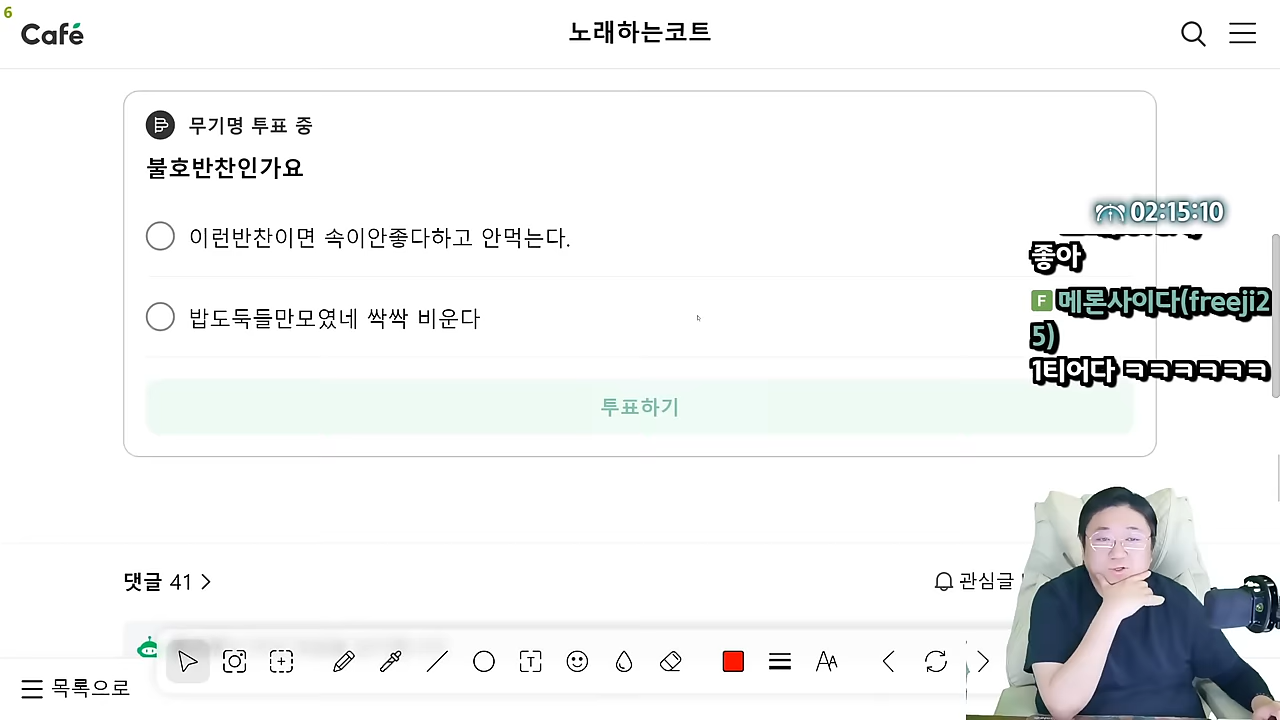 6
Café
노래하는코트
무기명 투표 중
불호반찬인가요
이런반찬이면 속이안좋다하고 안먹는다.
밥도둑들만모였네 싹싹 비운다
투표하기
02:15:10
좋아
F 메론사이다(freeji2
5)
1티어다 ㅋㅋㅋㅋㅋㅋ
댓글 41
관심글
T
AA
목록으로